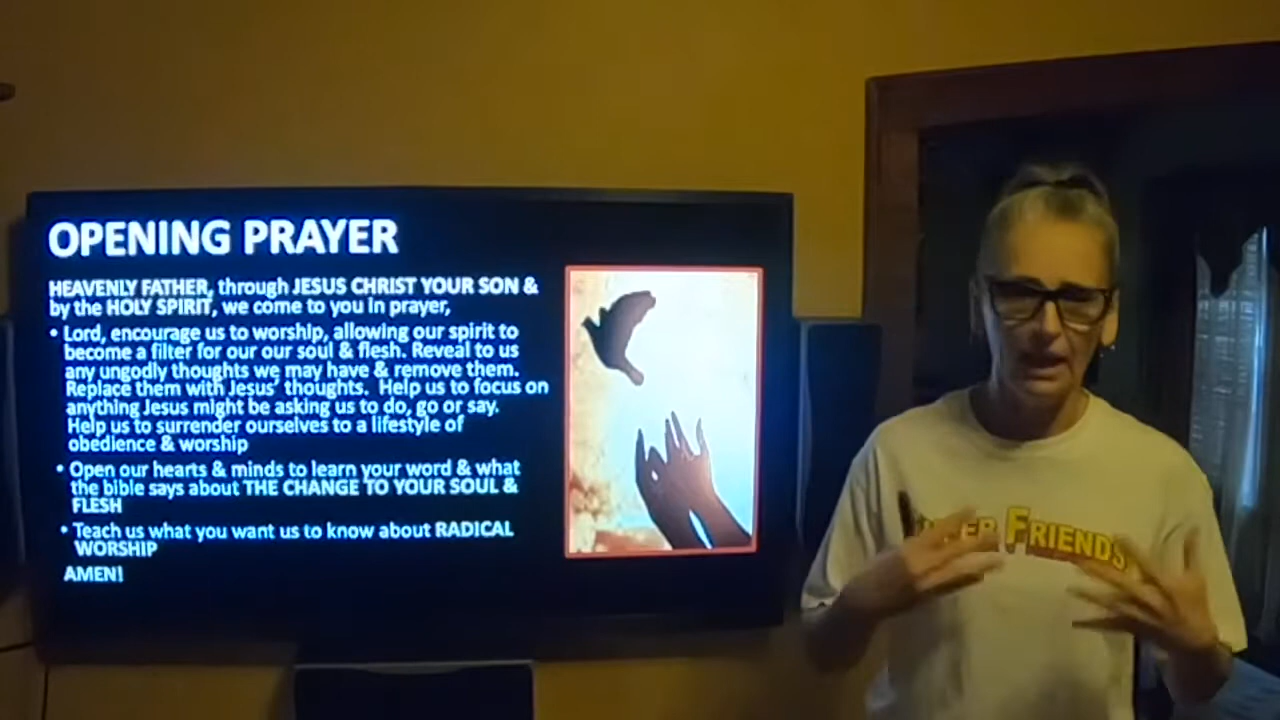 OPENING PRAYER
HEAVENLY FATHER, through JESUS CHRIST YOUR SON &
by the HOLY SPIRIT, we come to you in prayer,
• Lord, encourage us to worship, allowing our spirit to
become a filter for our our soul & flesh. Reveal to us
any ungodly thoughts we may have & remove them.
Replace them with Jesus' thoughts. Help us to focus on
anything Jesus might be asking us to do, go or say.
Help us to surrender ourselves to a lifestyle of
obedience & worship
• Open our hearts & minds to learn your word & what
the bible says about THE CHANGE TO YOUR SOUL &
FLESH
• Teach us what you want us to know about RADICAL
WORSHIP
AMEN!
FRIENDS